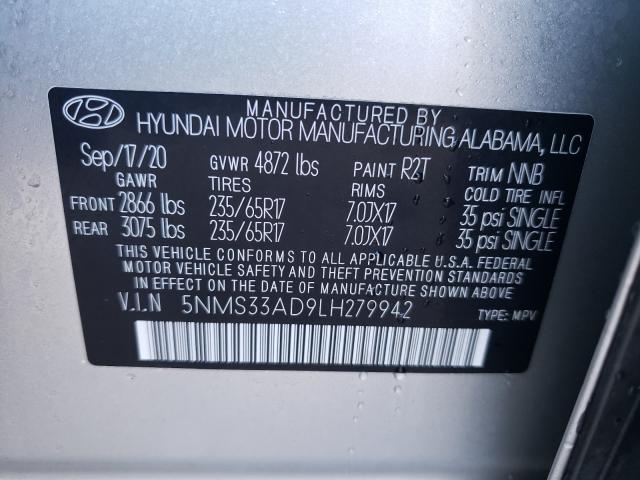 MANUFACTURED BY
HYUNDAI MOTOR MANUFACTURING ALABAMA, LLC
Sep/17/20 GVWR 4872 lbs PAINT R2T TRIM NNB
GAWR TIRES RIMS COLD TIRE INFL
FRONT 2866 lbs 235/65R17 7.0JX17 35 psi SINGLE
REAR 3075 lbs 235/65R17 7.0JX17 35 psi SINGLE
THIS VEHICLE CONFORMS TO ALL APPLICABLE U.S.A. FEDERAL
MOTOR VEHICLE SAFETY AND THEFT PREVENTION STANDARDS
IN EFFECT ON THE DATE OF MANUFACTURE SHOWN ABOVE.
V.I.N 5NMS33AD9LH279942 TYPE: MPV